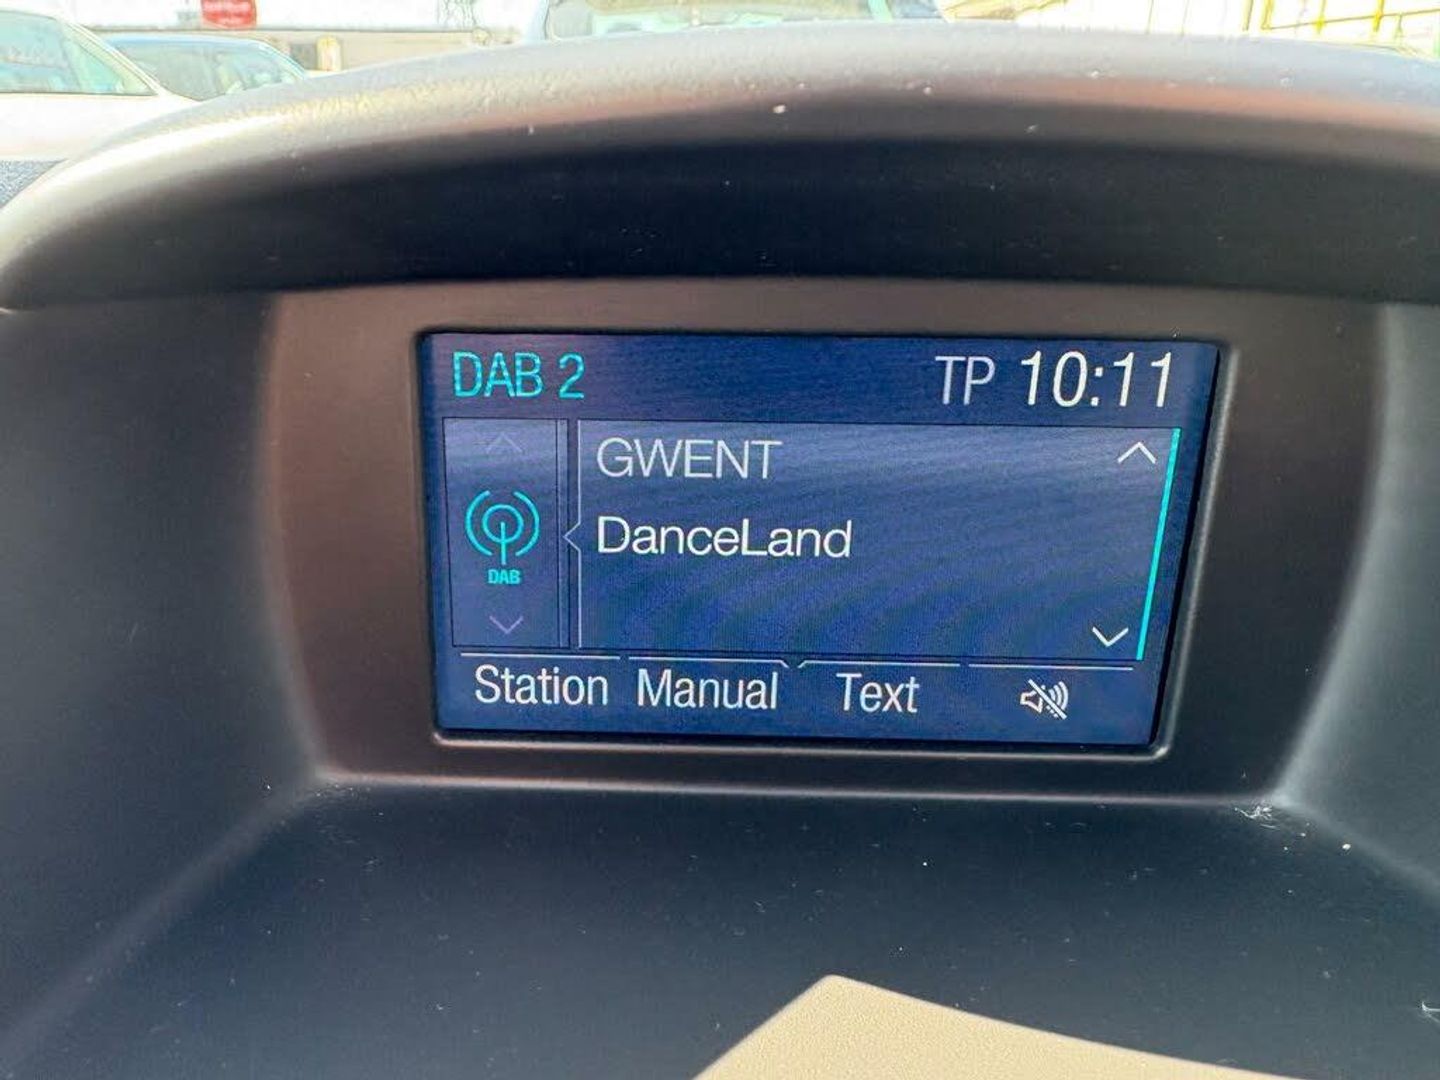 DAB 2 TP 10:11
GWENT
DanceLand
DAB
Station Manual Text